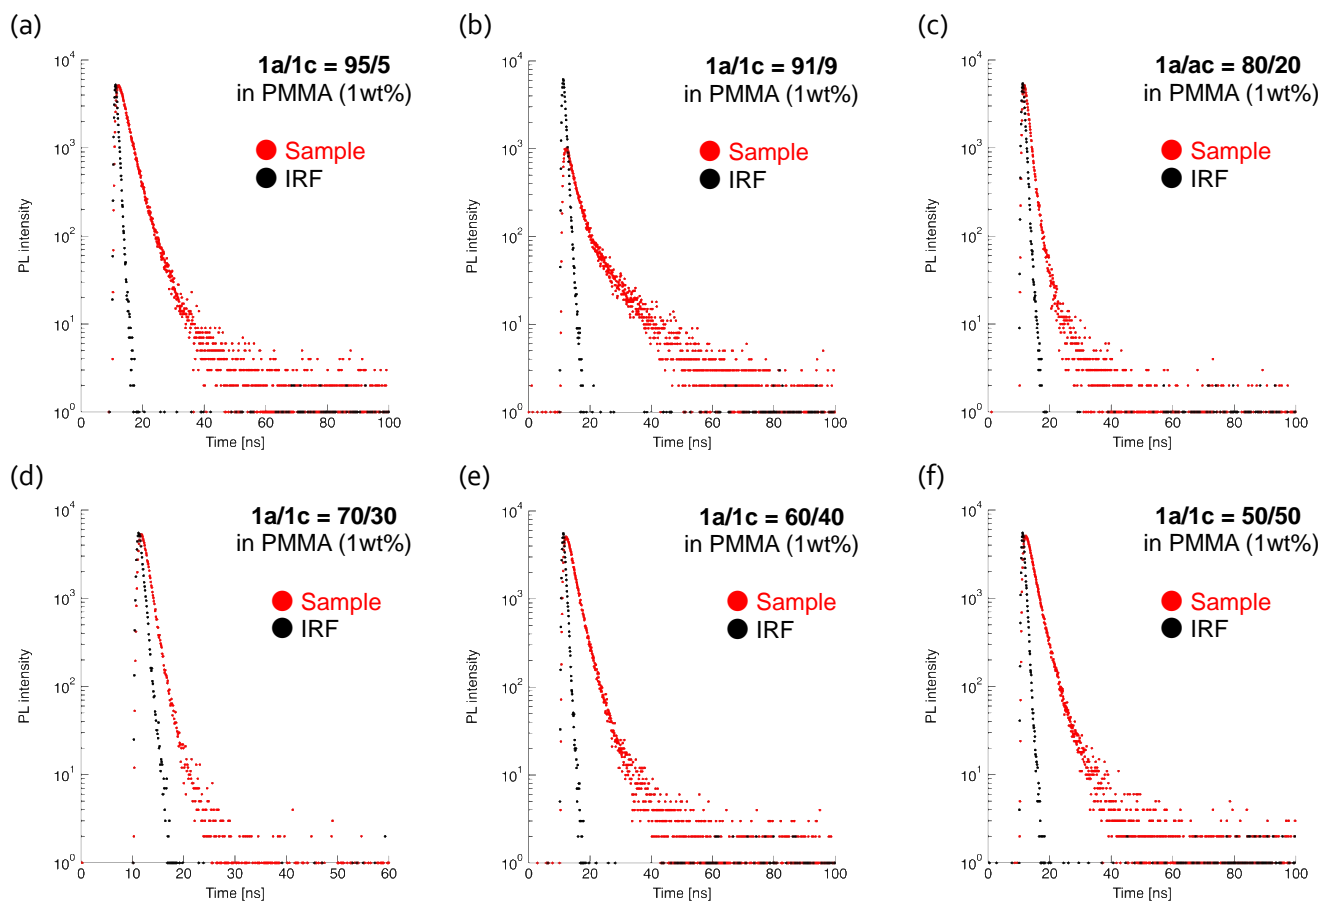 (a)
1a/1c = 95/5
in PMMA (1wt%)
Sample
IRF
PL intensity
10^4
10^3
10^2
10^1
10^0
0 20 40 60 80 100
Time [ns]
(b)
1a/1c = 91/9
in PMMA (1wt%)
Sample
IRF
PL intensity
10^4
10^3
10^2
10^1
10^0
0 20 40 60 80 100
Time [ns]
(c)
1a/ac = 80/20
in PMMA (1wt%)
Sample
IRF
PL intensity
10^4
10^3
10^2
10^1
10^0
0 20 40 60 80 100
Time [ns]
(d)
1a/1c = 70/30
in PMMA (1wt%)
Sample
IRF
PL intensity
10^4
10^3
10^2
10^1
10^0
0 10 20 30 40 50 60
Time [ns]
(e)
1a/1c = 60/40
in PMMA (1wt%)
Sample
IRF
PL intensity
10^4
10^3
10^2
10^1
10^0
0 20 40 60 80 100
Time [ns]
(f)
1a/1c = 50/50
in PMMA (1wt%)
Sample
IRF
PL intensity
10^4
10^3
10^2
10^1
10^0
0 20 40 60 80 100
Time [ns]